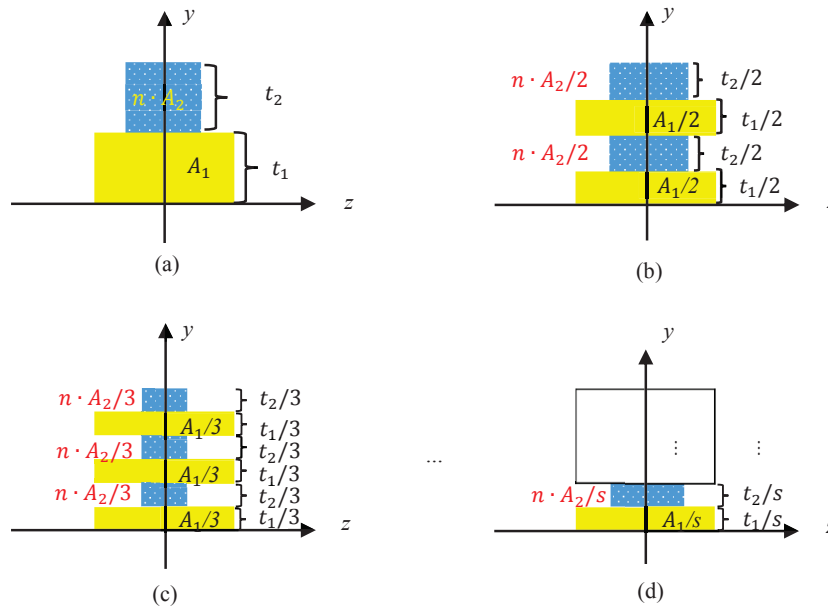 y
n · A₂
t₂
A₁
t₁
z
(a)
y
n · A₂/2
t₂/2
A₁/2
t₁/2
n · A₂/2
t₂/2
A₁/2
t₁/2
(b)
y
n · A₂/3
t₂/3
A₁/3
t₁/3
n · A₂/3
t₂/3
A₁/3
t₁/3
n · A₂/3
t₂/3
A₁/3
t₁/3
z
(c)
...
y
⋮ ⋮
n · A₂/s
t₂/s
A₁/s
t₁/s
(d)